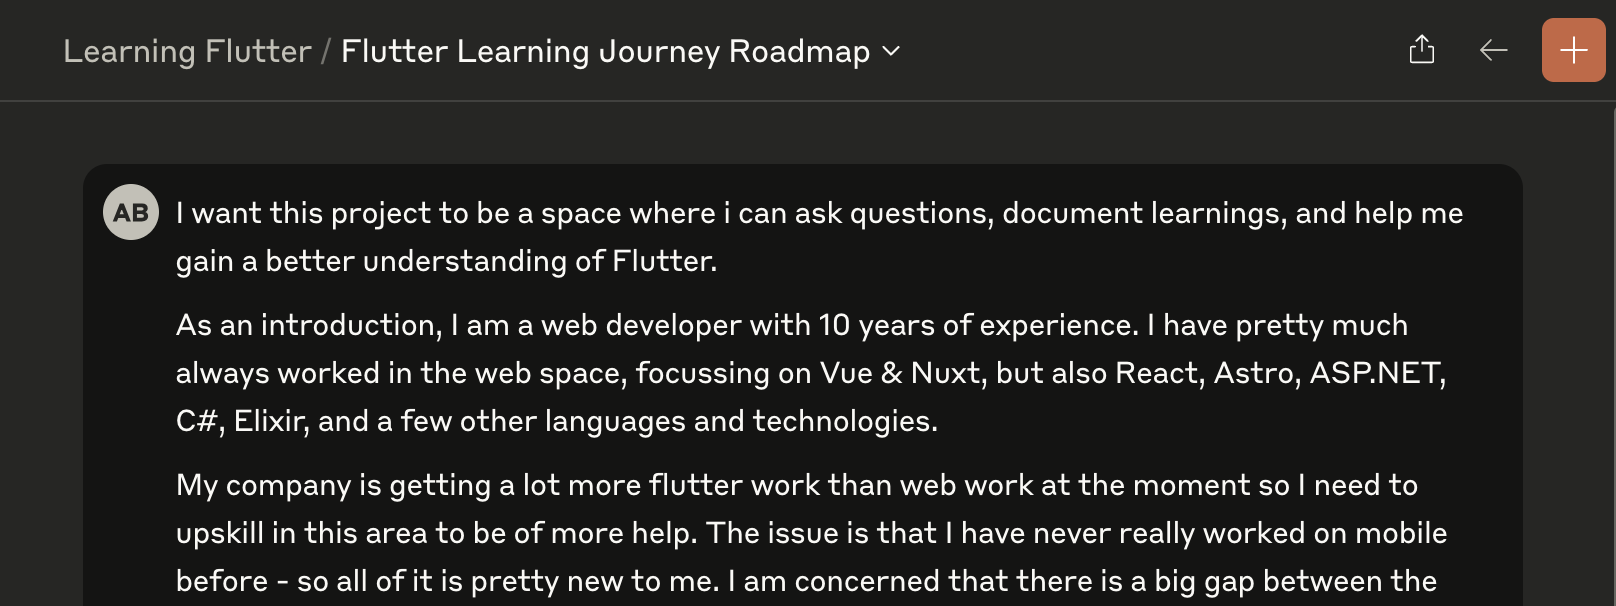 Learning Flutter / Flutter Learning Journey Roadmap
AB
I want this project to be a space where i can ask questions, document learnings, and help me
gain a better understanding of Flutter.
As an introduction, I am a web developer with 10 years of experience. I have pretty much
always worked in the web space, focussing on Vue & Nuxt, but also React, Astro, ASP.NET,
C#, Elixir, and a few other languages and technologies.
My company is getting a lot more flutter work than web work at the moment so I need to
upskill in this area to be of more help. The issue is that I have never really worked on mobile
before - so all of it is pretty new to me. I am concerned that there is a big gap between the